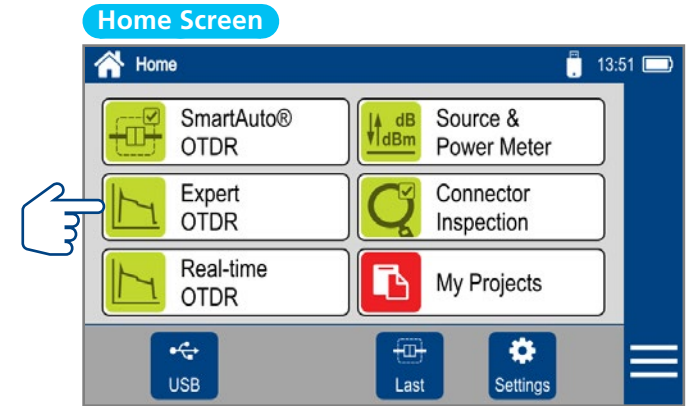 Home Screen
Home
13:51
SmartAuto®
OTDR
dB
dBm
Source &
Power Meter
Expert
OTDR
Connector
Inspection
Real-time
OTDR
My Projects
USB
Last
Settings